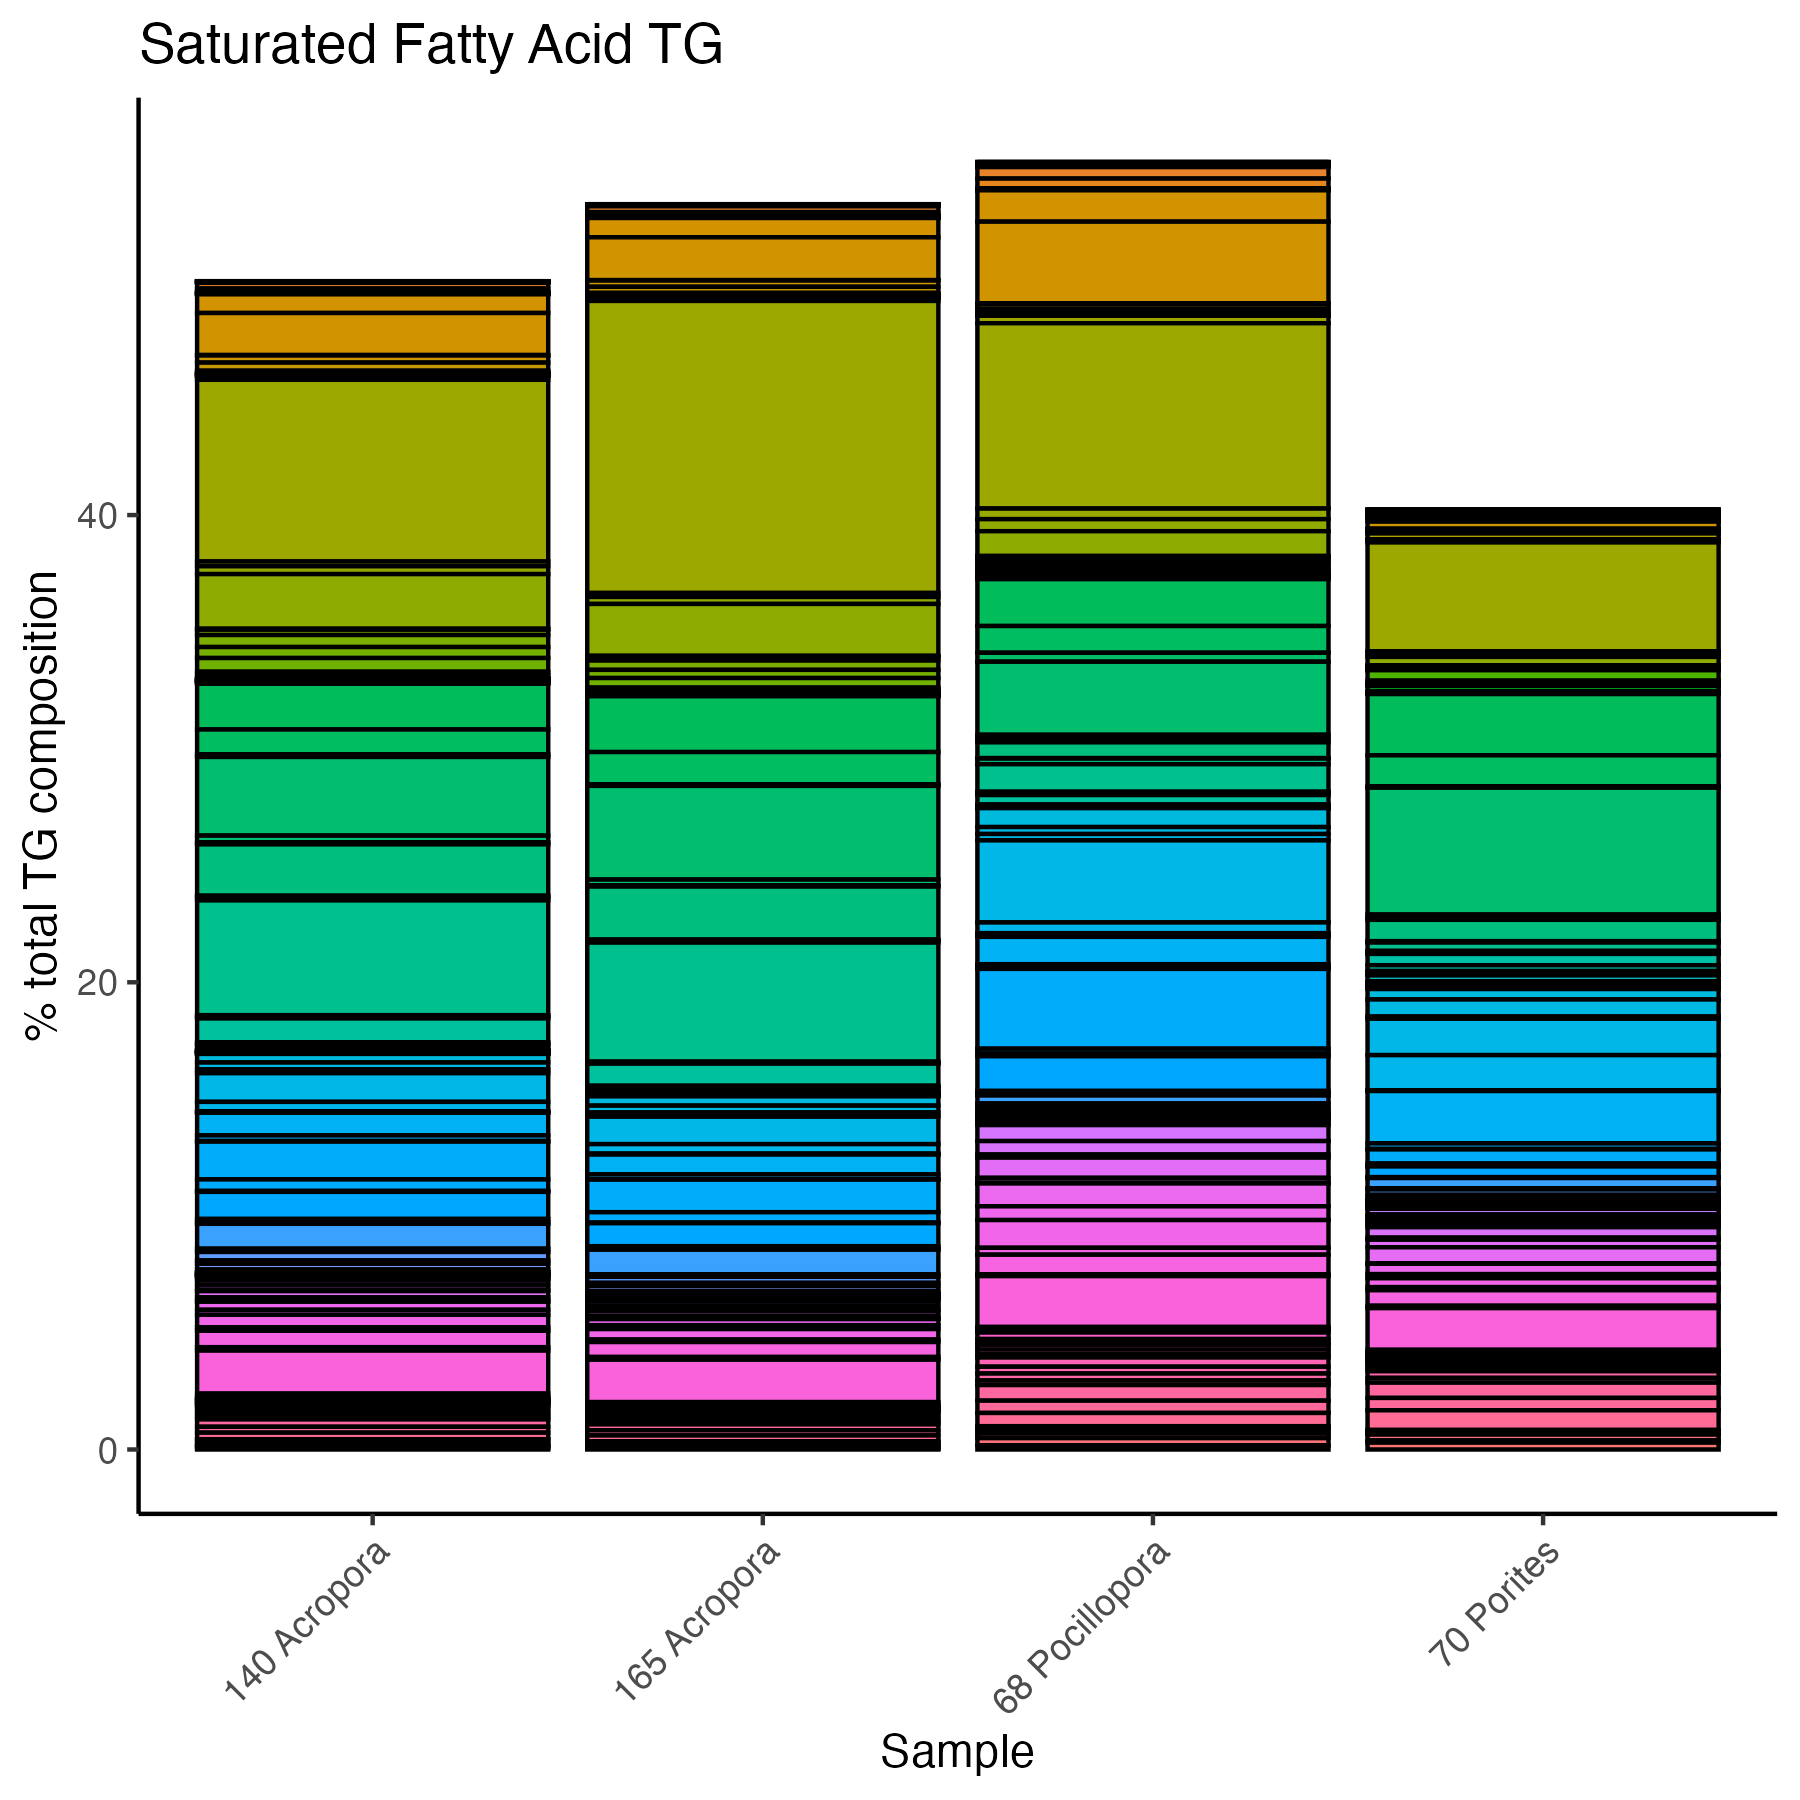 Saturated Fatty Acid TG
% total TG composition
40
20
0
140 Acropora
165 Acropora
68 Pocillopora
70 Porites
Sample